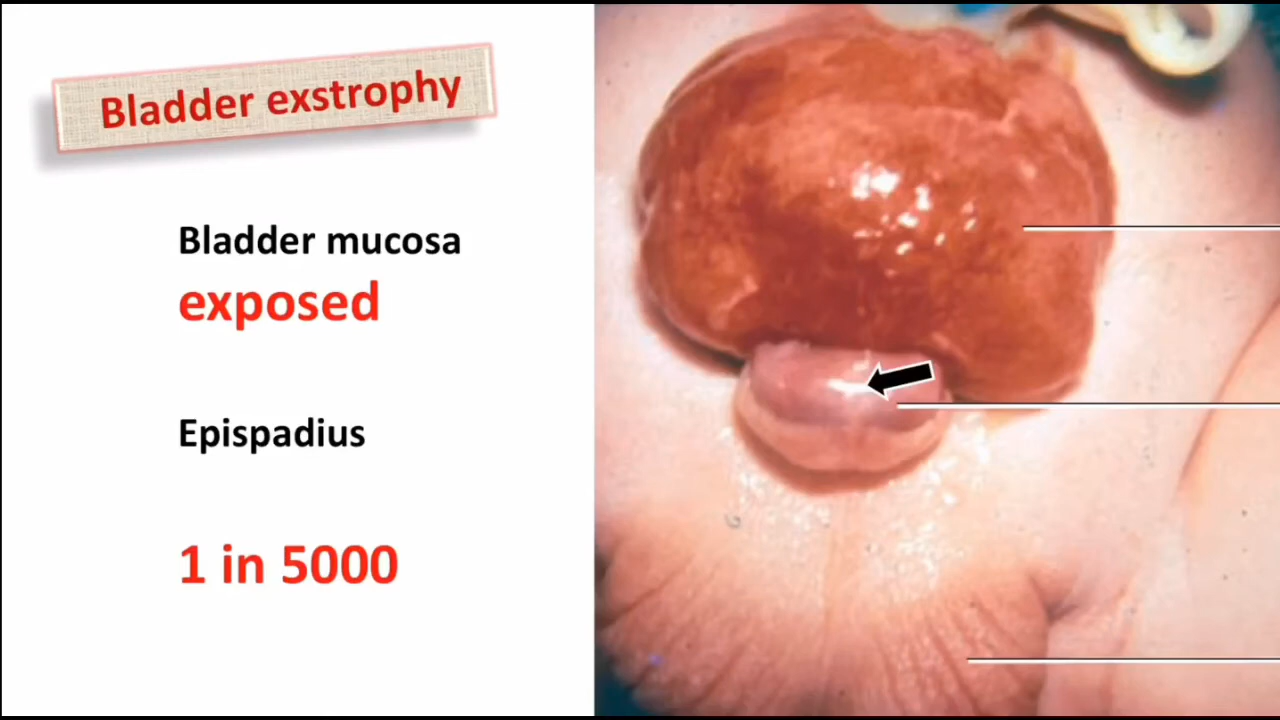 Bladder exstrophy
Bladder mucosa
exposed
Epispadius
1 in 5000